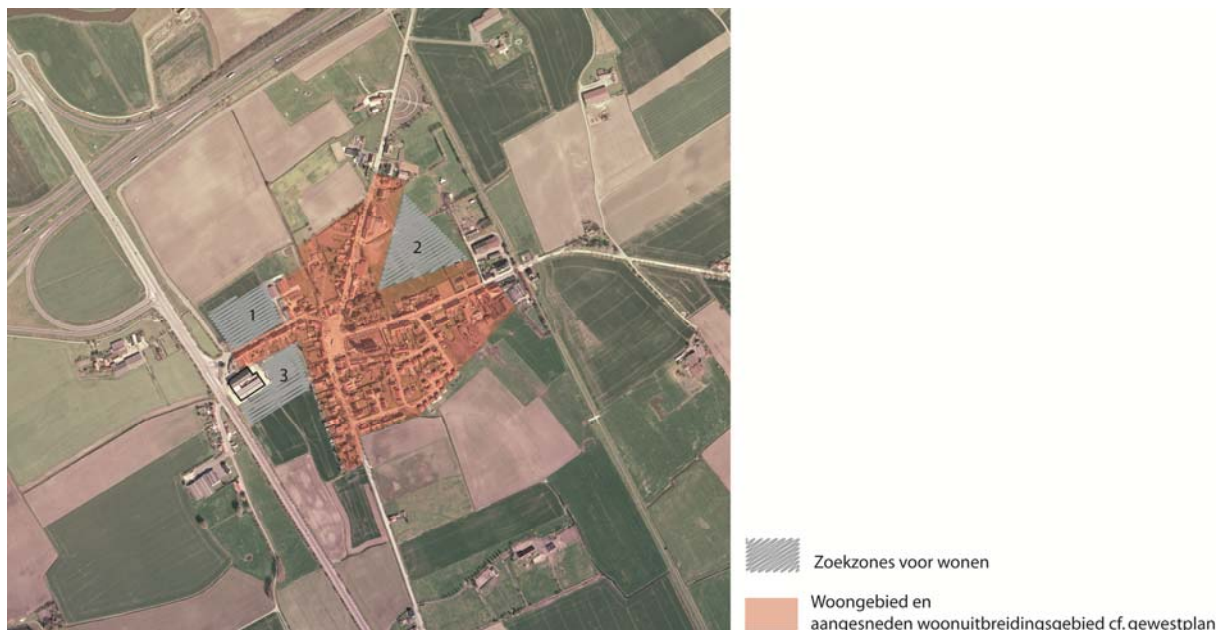 2
1
3
Zoekzones voor wonen
Woongebied en
aangesneden woonuitbreidingsgebied cf. gewestplan